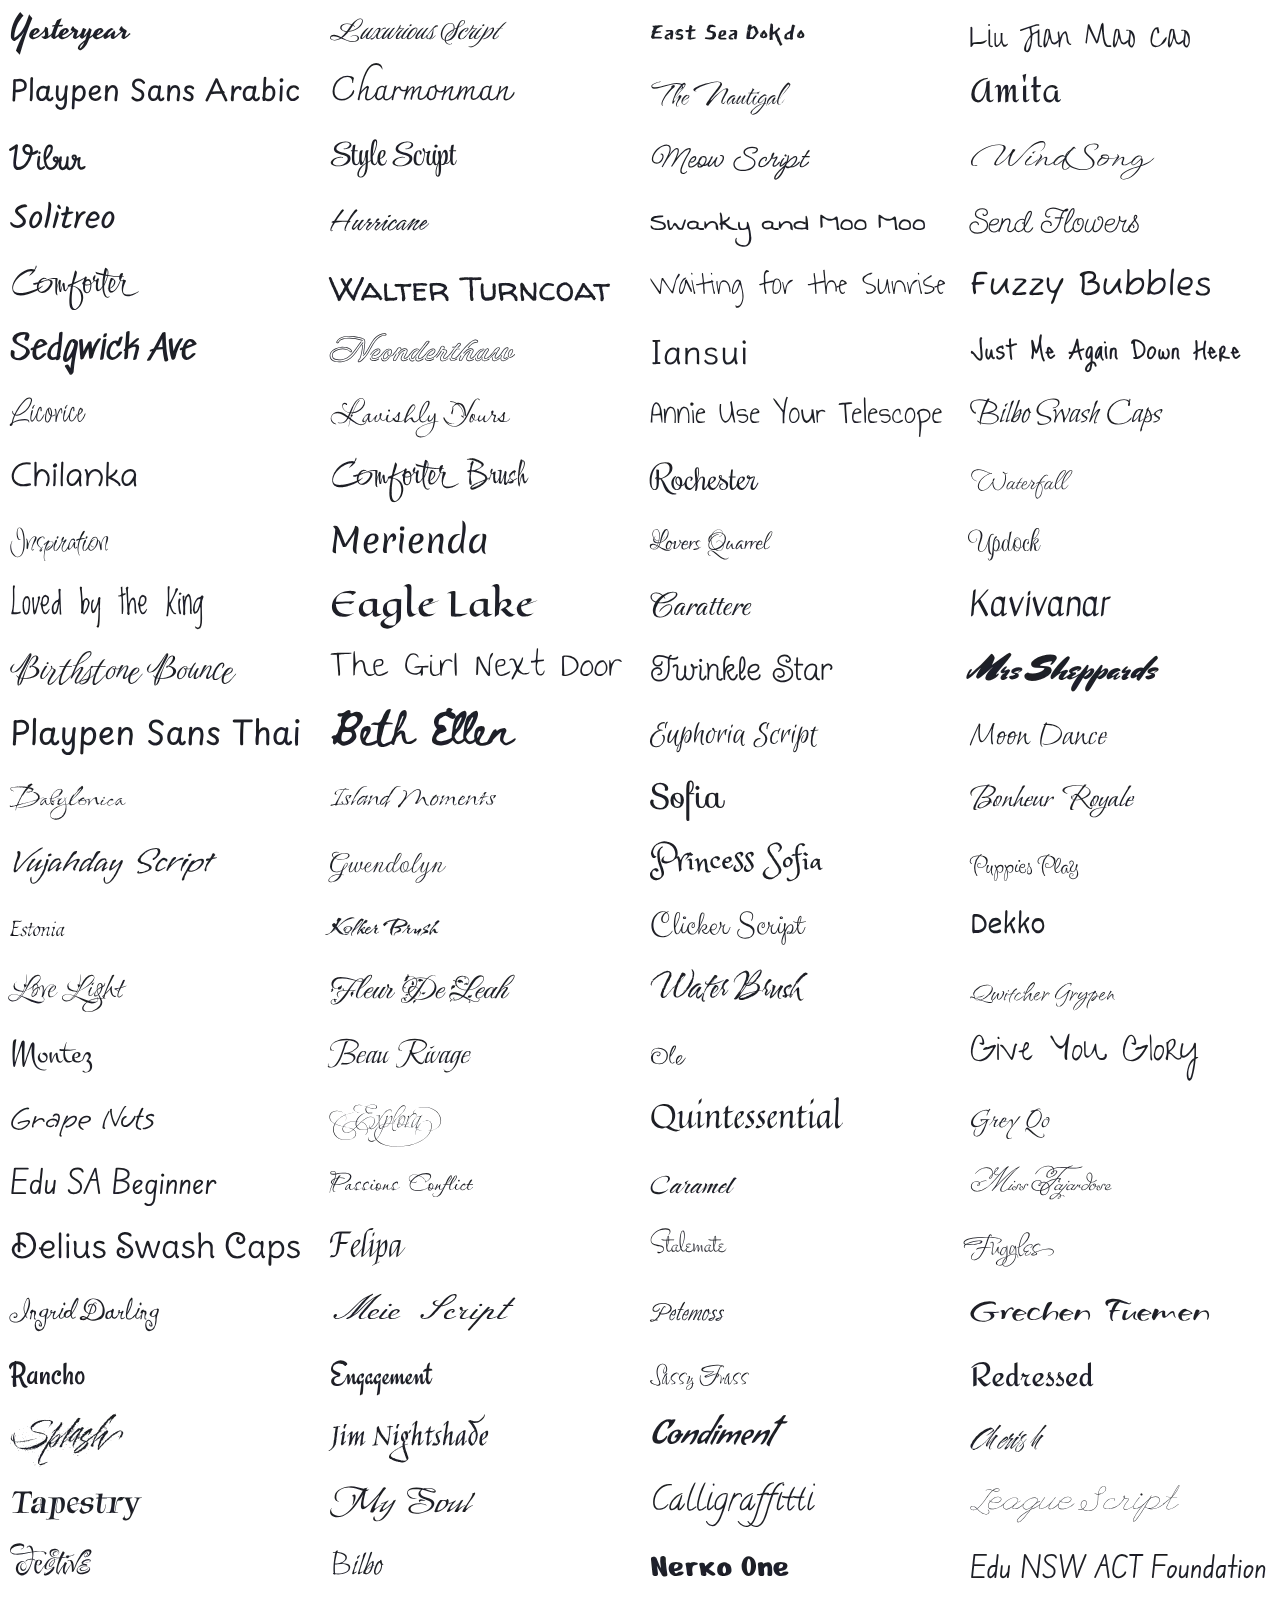 Yesteryear Luxurious Script East Sea Dokdo Liu Jian Mao Cao
Playpen Sans Arabic Charmonman The Nautigal Amita
Vibur Style Script Meow Script WindSong
Solitreo Hurricane Swanky and Moo Moo Send Flowers
Comforter Walter Turncoat Waiting for the Sunrise Fuzzy Bubbles
Sedgwick Ave Neonderthaw Iansui Just Me Again Down Here
Licorice Lavishly Yours Annie Use Your Telescope Bilbo Swash Caps
Chilanka Comforter Brush Rochester Waterfall
Inspiration Merienda Lovers Quarrel Updock
Loved by the King Eagle Lake Carattere Kavivanar
Birthstone Bounce The Girl Next Door Twinkle Star Mrs Sheppards
Playpen Sans Thai Beth Ellen Euphoria Script Moon Dance
Babylonica Island Moments Sofia Bonheur Royale
Vujahday Script Gwendolyn Princess Sofia Puppies Play
Estonia Kolker Brush Clicker Script Dekko
Love Light Fleur De Leah Water Brush Qwitcher Grypen
Montez Beau Rivage Ole Give You Glory
Grape Nuts Explora Quintessential Grey Qo
Edu SA Beginner Passions Conflict Caramel Miss Fajardose
Delius Swash Caps Felipa Stalemate Fuggles
Ingrid Darling Meie Script Petemoss Grechen Fuemen
Rancho Engagement Sassy Frass Redressed
Splash Jim Nightshade Condiment Cherish
Tapestry My Soul Calligraffitti League Script
Festive Bilbo Nerko One Edu NSW ACT Foundation